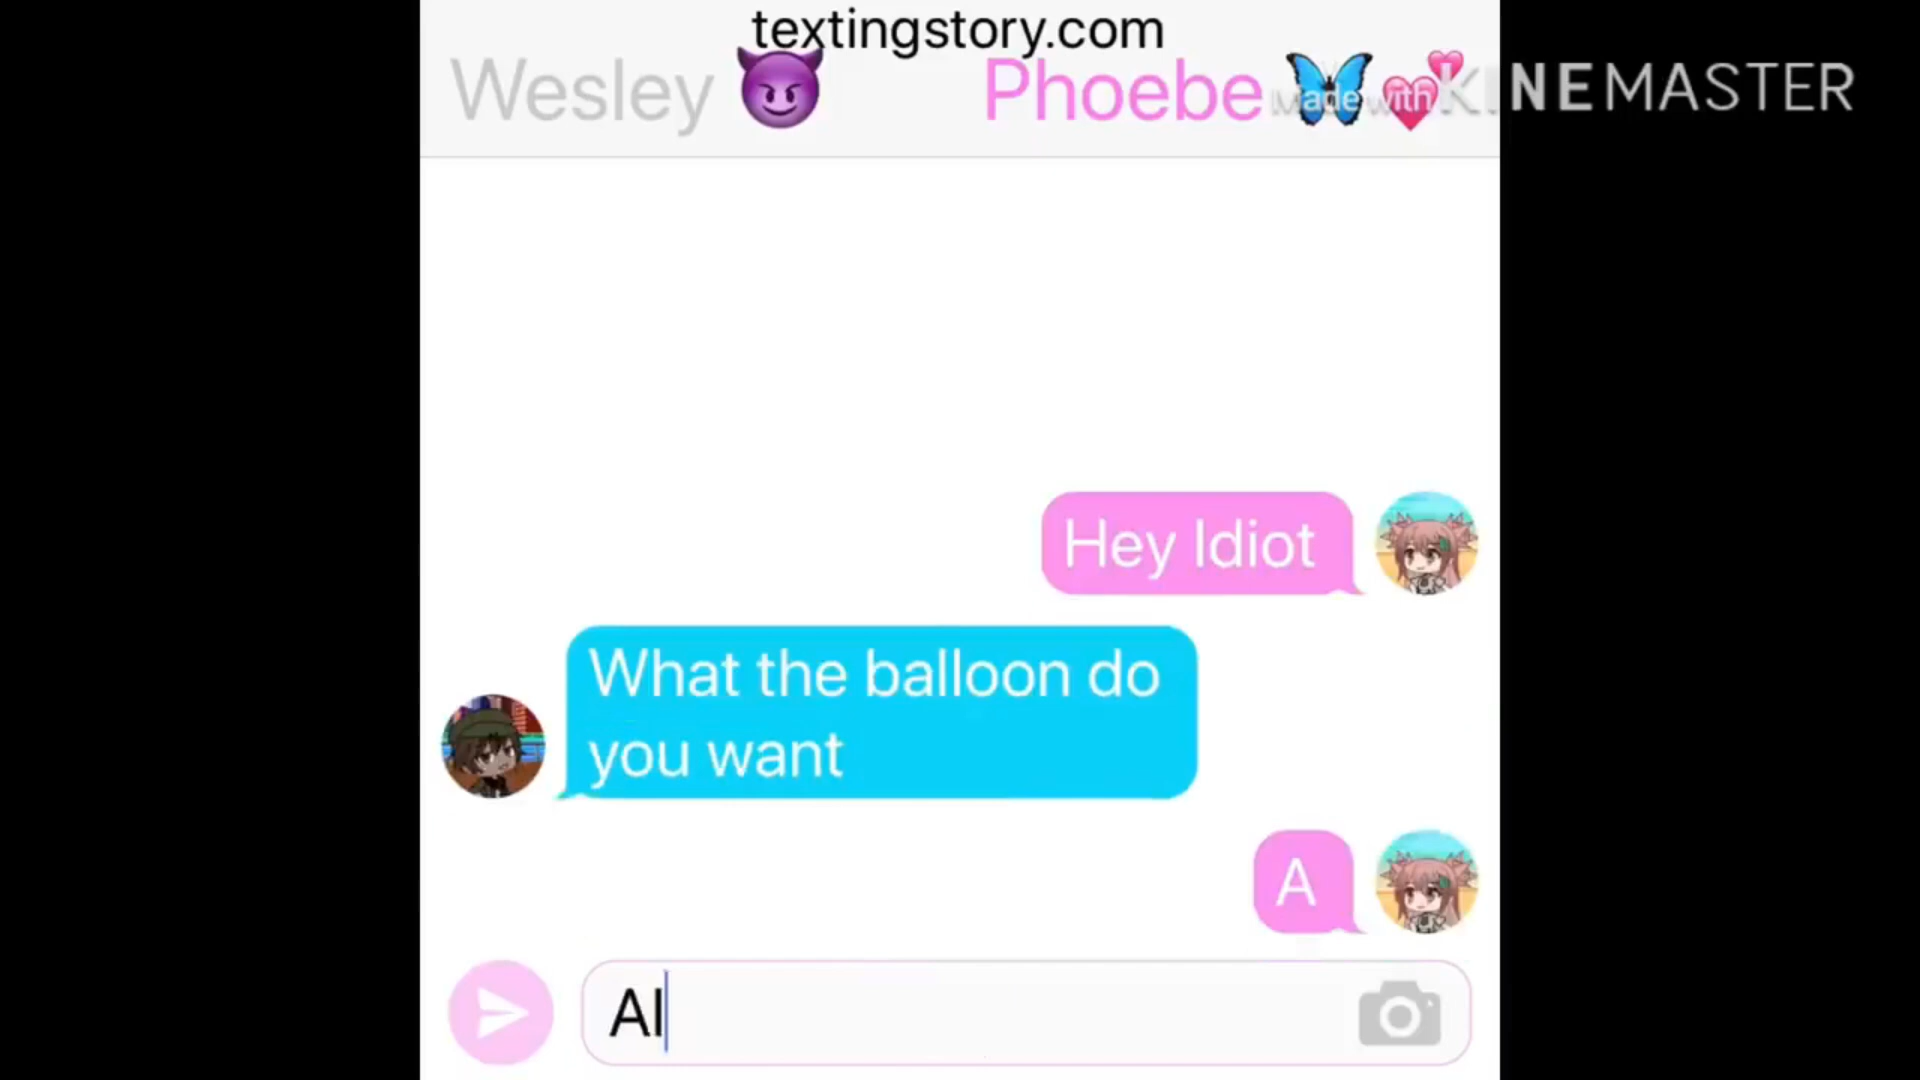 textingstory.com
Wesley 😈 Phoebe 🦋 💕
Made with KINEMASTER
Hey Idiot
What the balloon do
you want
A
Al